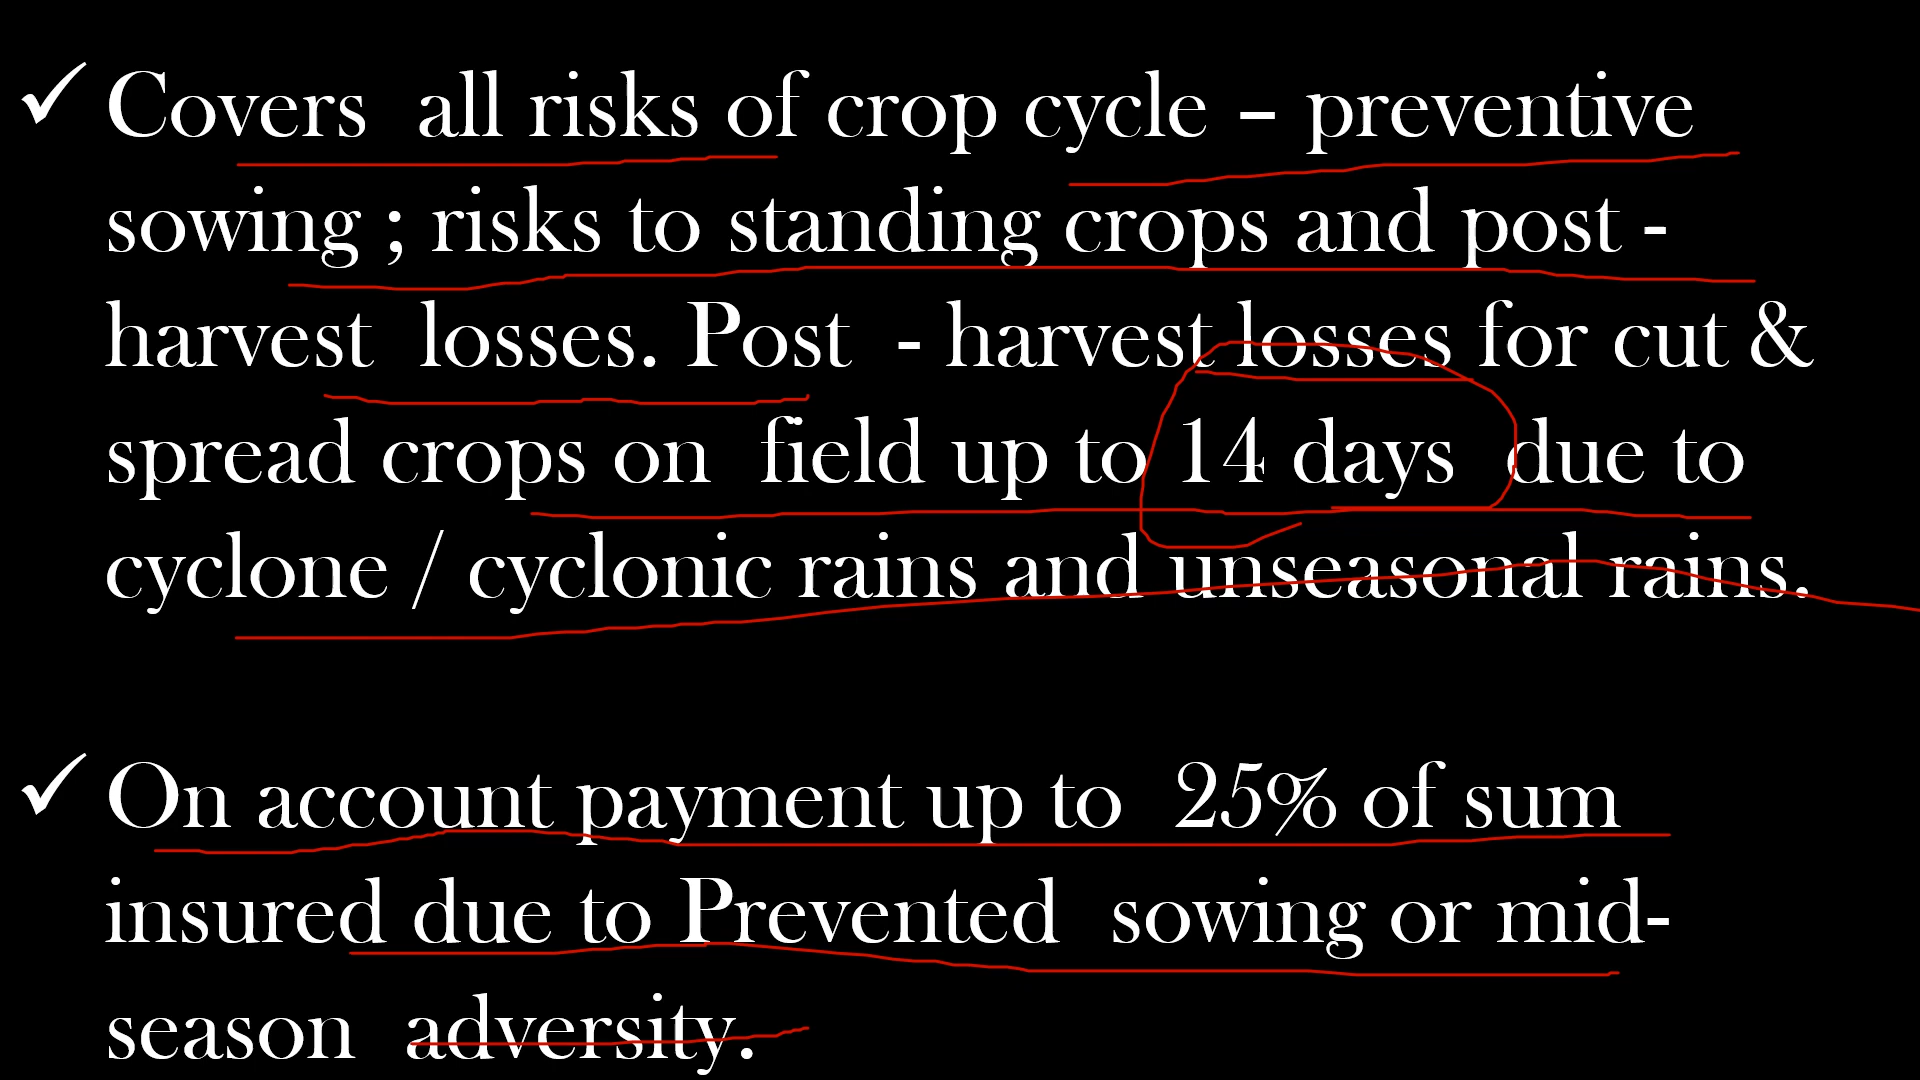 ✓ Covers all risks of crop cycle – preventive
sowing ; risks to standing crops and post -
harvest losses. Post - harvest losses for cut &
spread crops on field up to 14 days due to
cyclone / cyclonic rains and unseasonal rains.
✓ On account payment up to 25% of sum
insured due to Prevented sowing or mid-
season adversity.